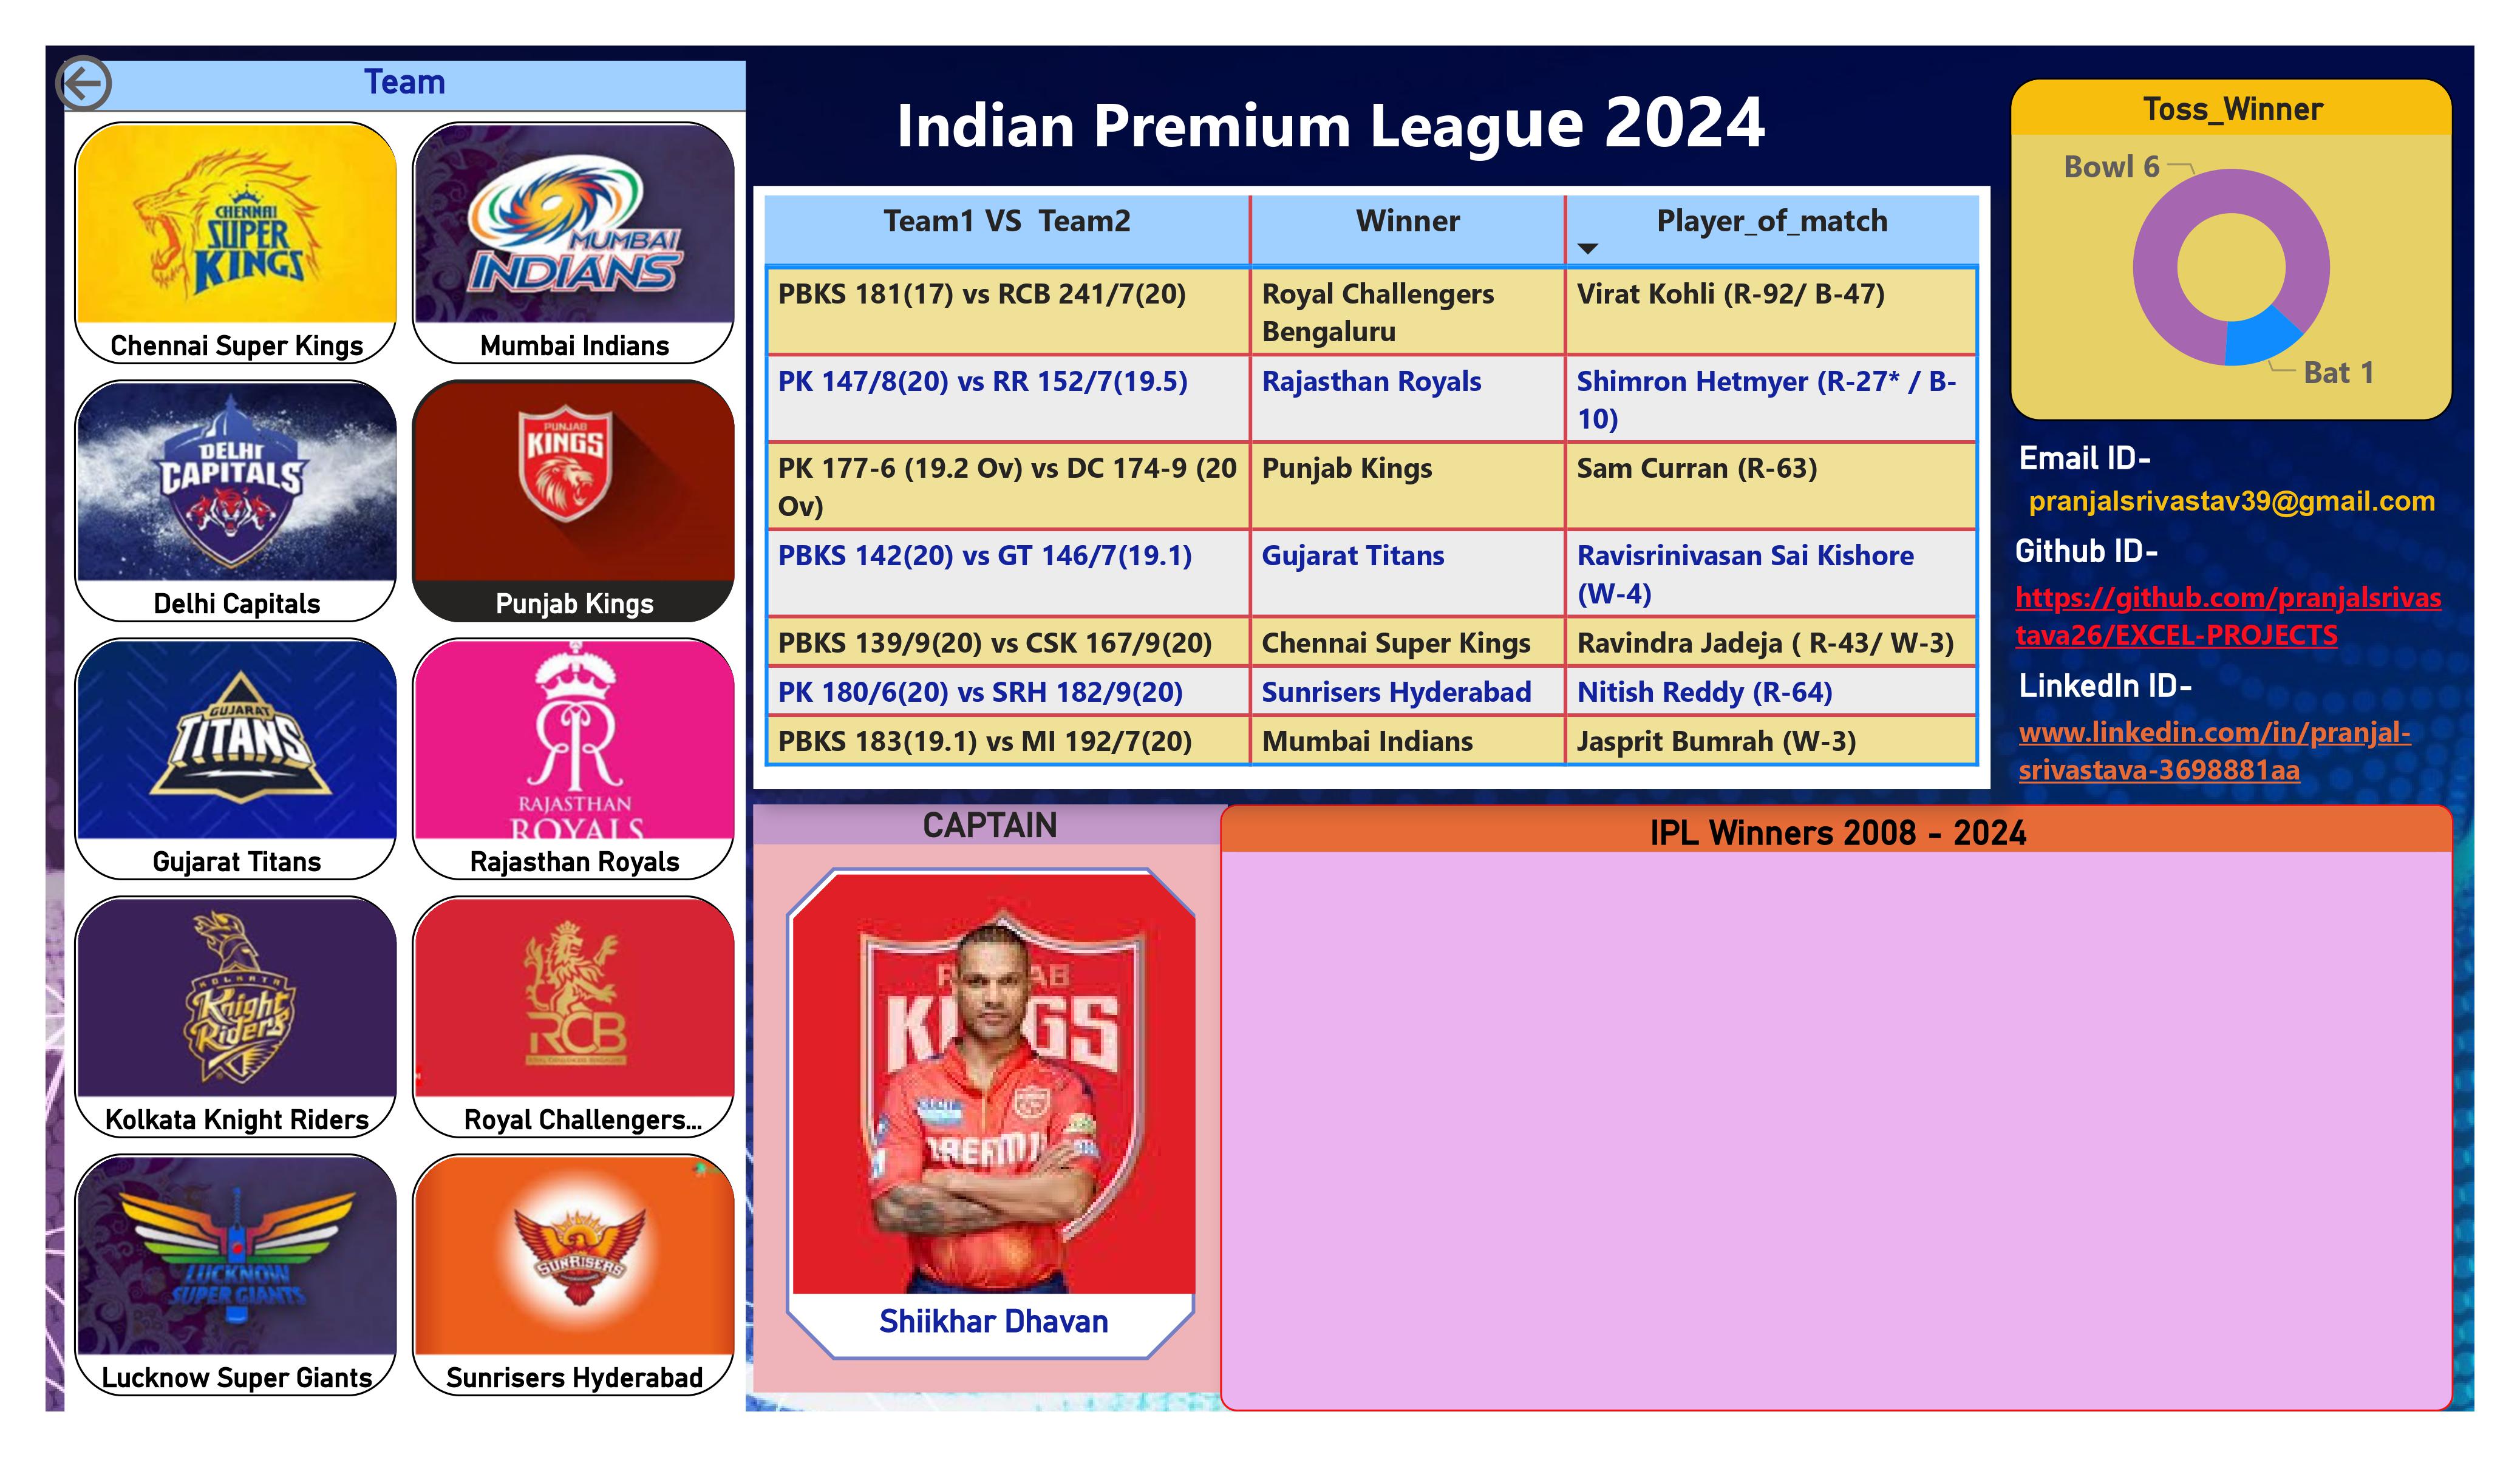 Team
CHENNAI
SUPER
KINGS
Chennai Super Kings
MUMBAI
INDIANS
Mumbai Indians
DELHI
CAPITALS
Delhi Capitals
PUNJAB
KINGS
Punjab Kings
GUJARAT
TITANS
Gujarat Titans
RAJASTHAN
ROYALS
Rajasthan Royals
KOLKATA
Knight
Riders
Kolkata Knight Riders
RCB
Royal Challengers...
LUCKNOW
SUPER GIANTS
Lucknow Super Giants
SUNRISERS
Sunrisers Hyderabad
Indian Premium League 2024
Team1 VS  Team2 Winner Player_of_match
PBKS 181(17) vs RCB 241/7(20) Royal Challengers Virat Kohli (R-92/ B-47)
Bengaluru
PK 147/8(20) vs RR 152/7(19.5) Rajasthan Royals Shimron Hetmyer (R-27* / B-
10)
PK 177-6 (19.2 Ov) vs DC 174-9 (20 Punjab Kings Sam Curran (R-63)
Ov)
PBKS 142(20) vs GT 146/7(19.1) Gujarat Titans Ravisrinivasan Sai Kishore
(W-4)
PBKS 139/9(20) vs CSK 167/9(20) Chennai Super Kings Ravindra Jadeja ( R-43/ W-3)
PK 180/6(20) vs SRH 182/9(20) Sunrisers Hyderabad Nitish Reddy (R-64)
PBKS 183(19.1) vs MI 192/7(20) Mumbai Indians Jasprit Bumrah (W-3)
Toss_Winner
Bowl 6
Bat 1
Email ID-
pranjalsrivastav39@gmail.com
Github ID-
https://github.com/pranjalsrivas
tava26/EXCEL-PROJECTS
LinkedIn ID-
www.linkedin.com/in/pranjal-
srivastava-3698881aa
CAPTAIN
KINGS
Shiikhar Dhavan
IPL Winners 2008 - 2024